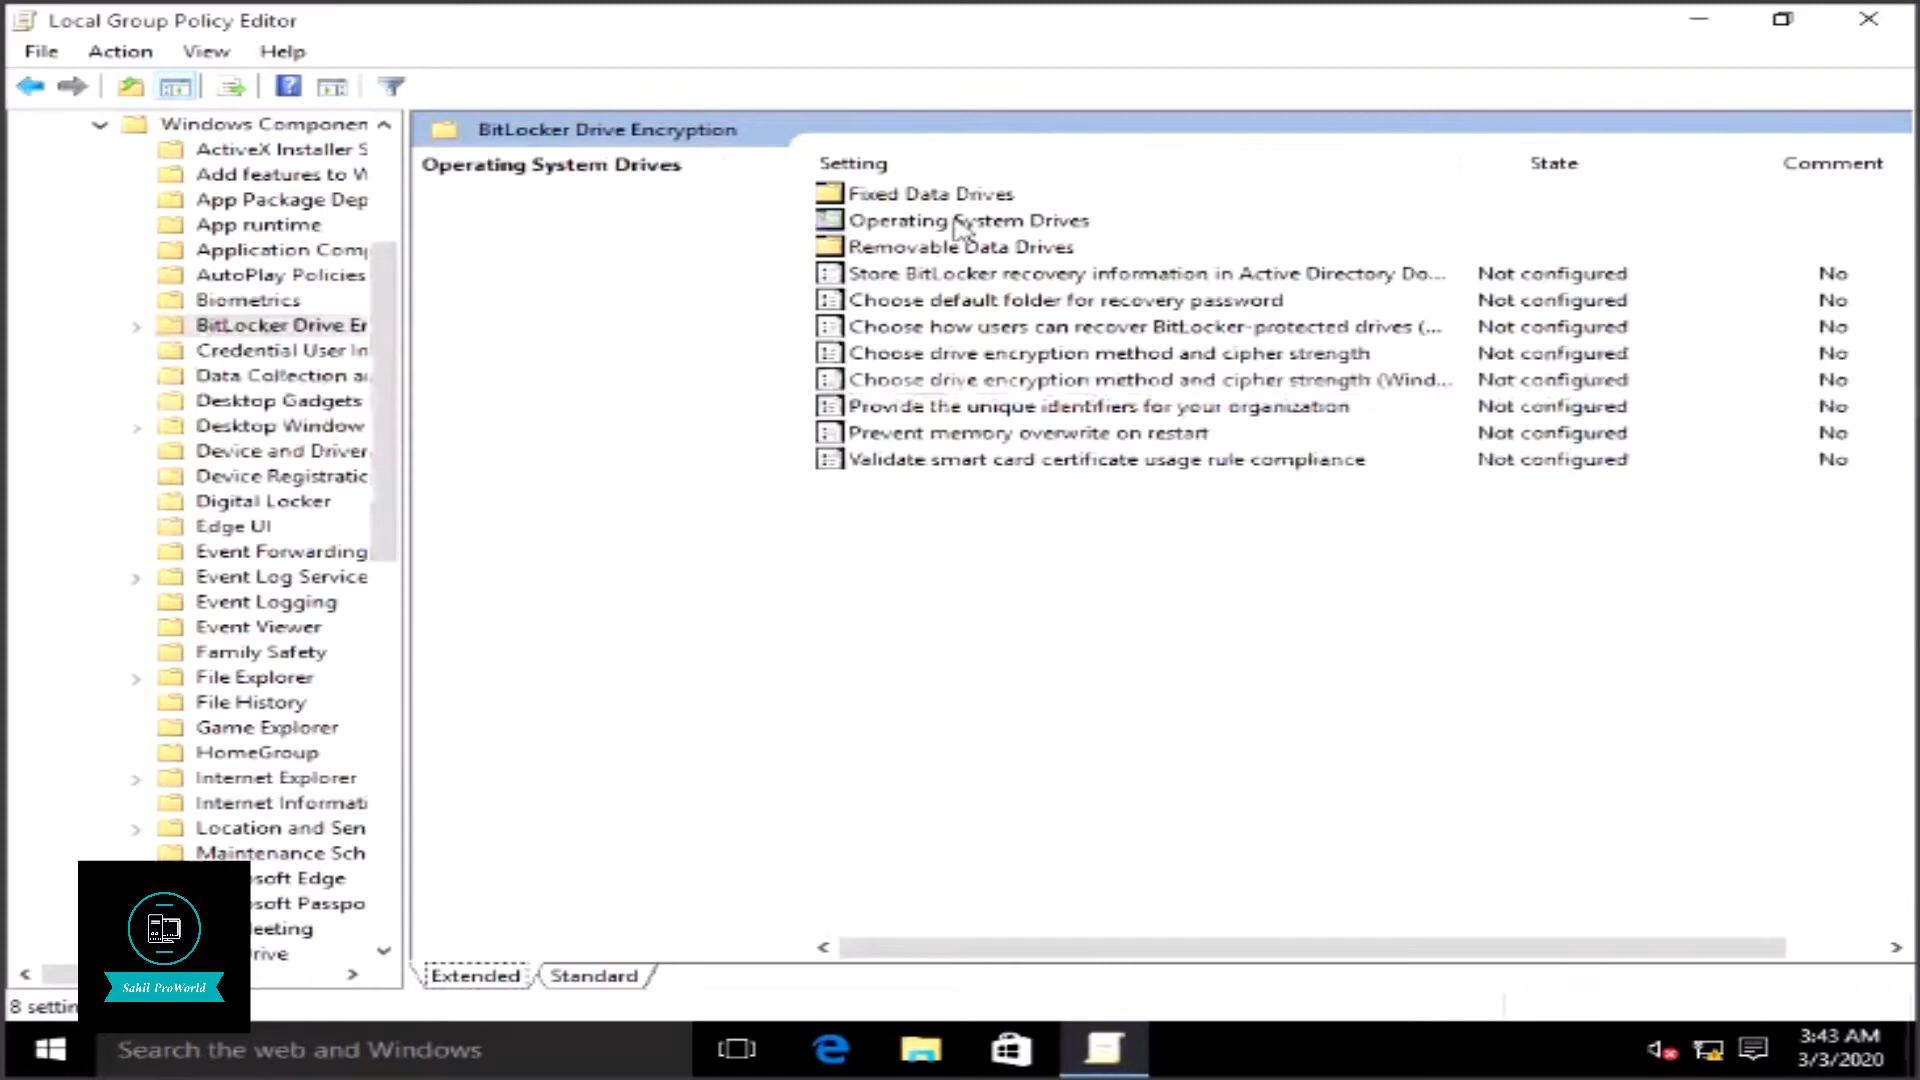 Local Group Policy Editor
File Action View Help
Windows Componen
ActiveX Installer S
Add features to W
App Package Dep
App runtime
Application Comp
AutoPlay Policies
Biometrics
BitLocker Drive Er
Credential User In
Data Collection a
Desktop Gadgets
Desktop Window
Device and Driver
Device Registratic
Digital Locker
Edge UI
Event Forwarding
Event Log Service
Event Logging
Event Viewer
Family Safety
File Explorer
File History
Game Explorer
HomeGroup
Internet Explorer
Internet Informati
Location and Sen
Maintenance Sch
soft Edge
soft Passpo
eeting
rive
8 settin
BitLocker Drive Encryption
Operating System Drives
Setting State Comment
Fixed Data Drives
Operating System Drives
Removable Data Drives
Store BitLocker recovery information in Active Directory Do... Not configured No
Choose default folder for recovery password Not configured No
Choose how users can recover BitLocker-protected drives (... Not configured No
Choose drive encryption method and cipher strength Not configured No
Choose drive encryption method and cipher strength (Wind... Not configured No
Provide the unique identifiers for your organization Not configured No
Prevent memory overwrite on restart Not configured No
Validate smart card certificate usage rule compliance Not configured No
Extended Standard
Sahil ProWorld
Search the web and Windows
3:43 AM
3/3/2020